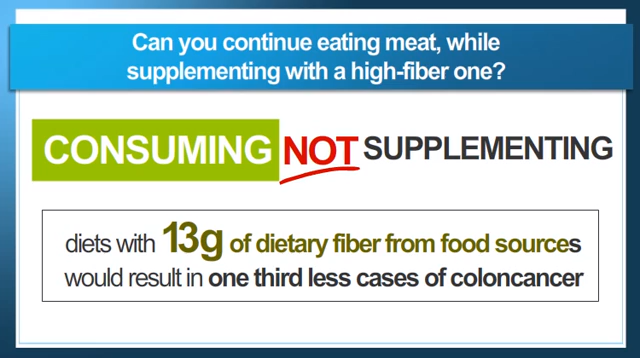 Can you continue eating meat, while
supplementing with a high-fiber one?
CONSUMING NOT SUPPLEMENTING
diets with 13g of dietary fiber from food sources
would result in one third less cases of coloncancer